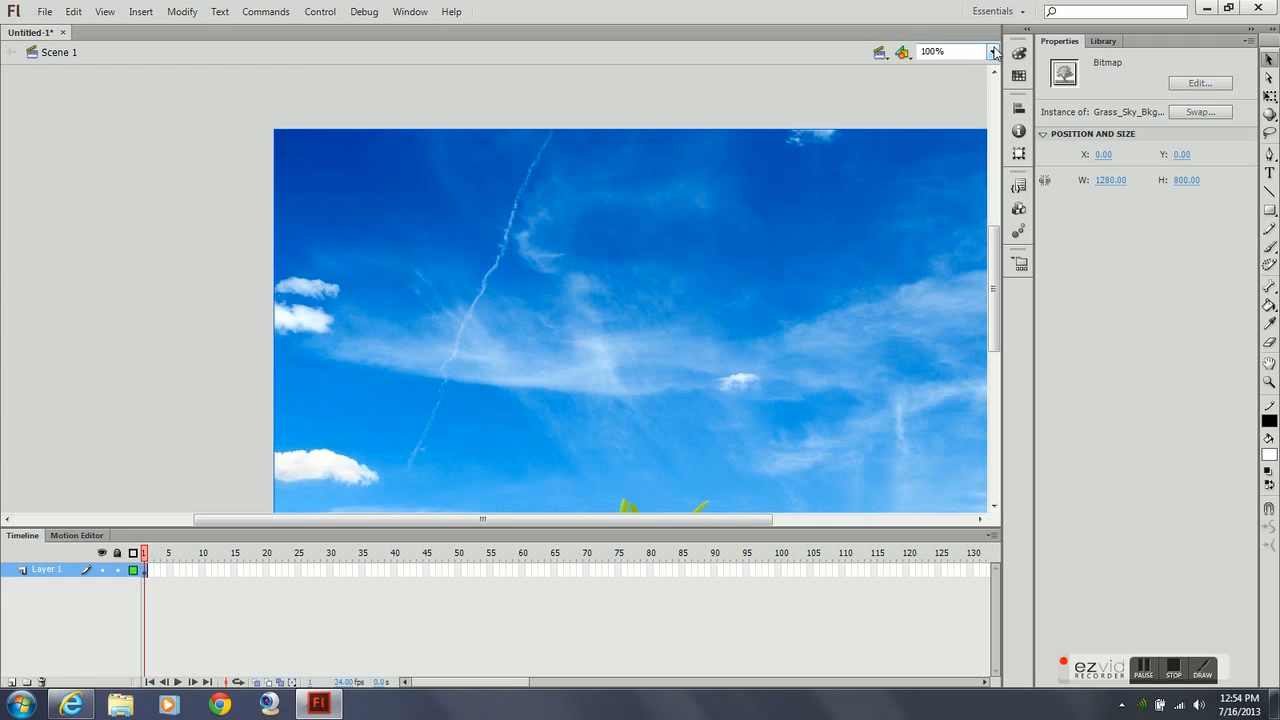 Fl File Edit View Insert Modify Text Commands Control Debug Window Help Essentials
Untitled-1* ×
Scene 1 100%
Properties Library
Bitmap
Edit...
Instance of: Grass_Sky_Bkg... Swap...
POSITION AND SIZE
X: 0.00 Y: 0.00
W: 1280.00 H: 800.00
Timeline Motion Editor
1 5 10 15 20 25 30 35 40 45 50 55 60 65 70 75 80 85 90 95 100 105 110 115 120 125 130
Layer 1
1 24.00 fps 0.0 s
ezvid RECORDER PAUSE STOP DRAW
Fl
12:54 PM
7/16/2013